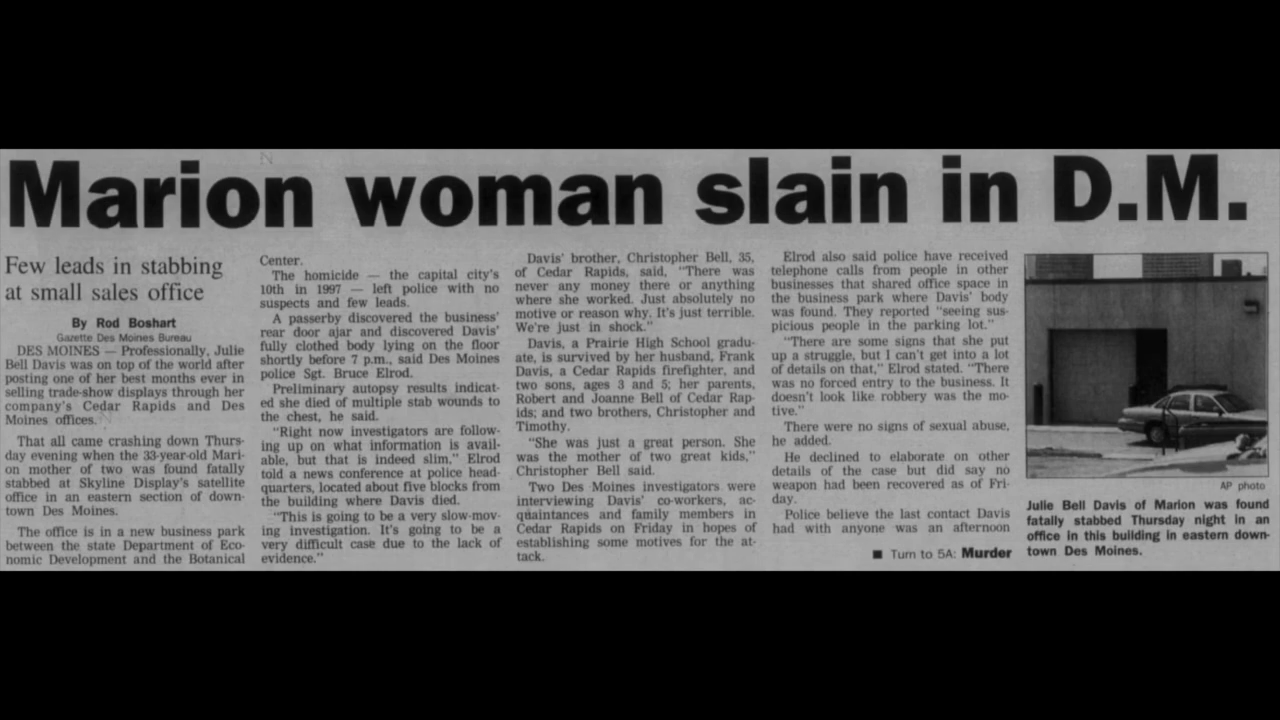 Marion woman slain in D.M.
Few leads in stabbing
at small sales office
By Rod Boshart
Gazette Des Moines Bureau
DES MOINES — Professionally, Julie
Bell Davis was on top of the world after
posting one of her best months ever in
selling trade-show displays through her
company's Cedar Rapids and Des
Moines offices.
That all came crashing down Thurs-
day evening when the 33-year-old Mari-
on mother of two was found fatally
stabbed at Skyline Display's satellite
office in an eastern section of down-
town Des Moines.
The office is in a new business park
between the state Department of Eco-
nomic Development and the Botanical
Center.
The homicide — the capital city's
10th in 1997 — left police with no
suspects and few leads.
A passerby discovered the business'
rear door ajar and discovered Davis'
fully clothed body lying on the floor
shortly before 7 p.m., said Des Moines
police Sgt. Bruce Elrod.
Preliminary autopsy results indicat-
ed she died of multiple stab wounds to
the chest, he said.
"Right now investigators are follow-
ing up on what information is avail-
able, but that is indeed slim," Elrod
told a news conference at police head-
quarters, located about five blocks from
the building where Davis died.
"This is going to be a very slow-mov-
ing investigation. It's going to be a
very difficult case due to the lack of
evidence."
Davis' brother, Christopher Bell, 35,
of Cedar Rapids, said, "There was
never any money there or anything
where she worked. Just absolutely no
motive or reason why. It's just terrible.
We're just in shock."
Davis, a Prairie High School gradu-
ate, is survived by her husband, Frank
Davis, a Cedar Rapids firefighter, and
two sons, ages 3 and 5; her parents,
Robert and Joanne Bell of Cedar Rap-
ids; and two brothers, Christopher and
Timothy.
"She was just a great person. She
was the mother of two great kids,"
Christopher Bell said.
Two Des Moines investigators were
interviewing Davis' co-workers, ac-
quaintances and family members in
Cedar Rapids on Friday in hopes of
establishing some motives for the at-
tack.
Elrod also said police have received
telephone calls from people in other
businesses that shared office space in
the business park where Davis' body
was found. They reported "seeing sus-
picious people in the parking lot."
"There are some signs that she put
up a struggle, but I can't get into a lot
of details on that," Elrod stated. "There
was no forced entry to the business. It
doesn't look like robbery was the mo-
tive."
There were no signs of sexual abuse,
he added.
He declined to elaborate on other
details of the case but did say no
weapon had been recovered as of Fri-
day.
Police believe the last contact Davis
had with anyone was an afternoon
■ Turn to 5A: Murder
AP photo
Julie Bell Davis of Marion was found
fatally stabbed Thursday night in an
office in this building in eastern down-
town Des Moines.